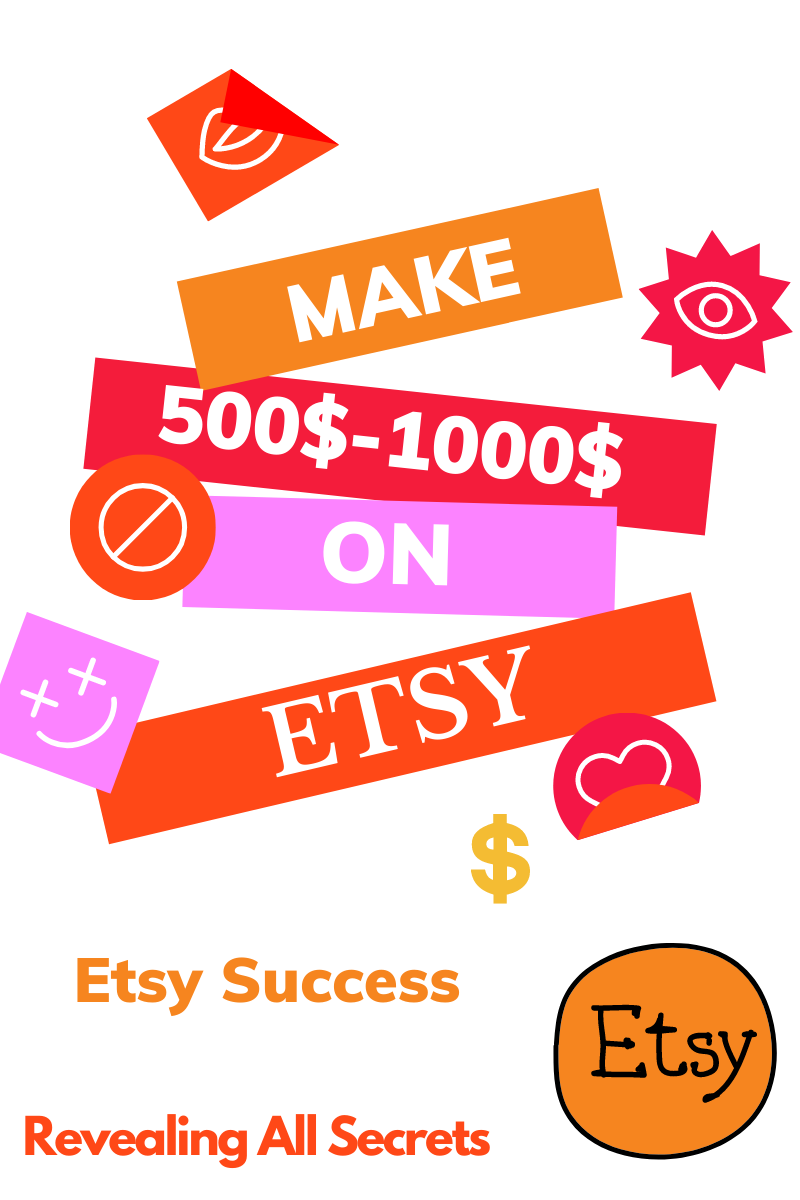 MAKE
500$-1000$
ON
ETSY
$
Etsy Success
Etsy
Revealing All Secrets